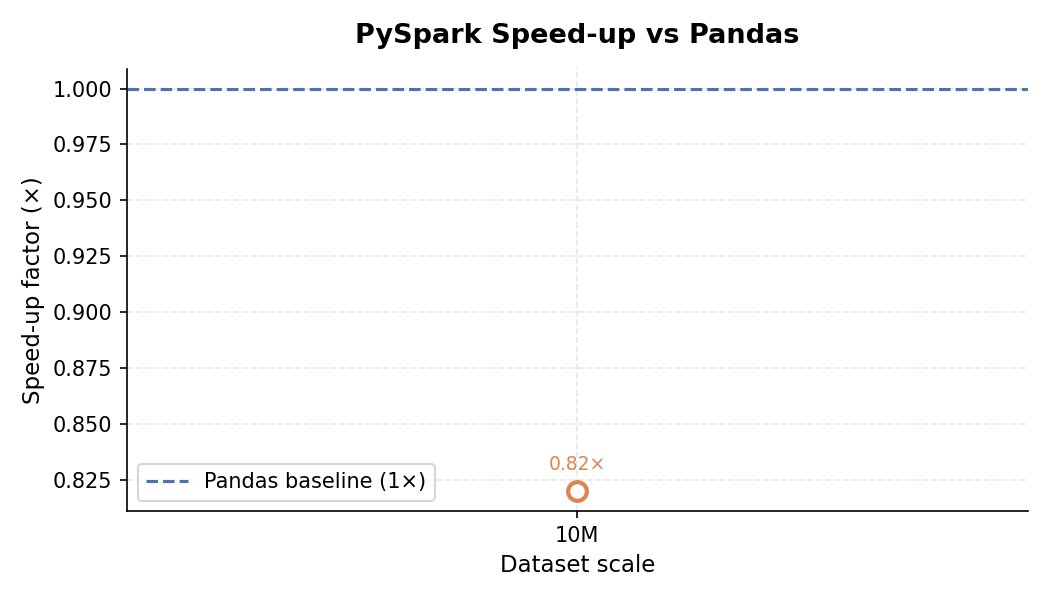 PySpark Speed-up vs Pandas
Speed-up factor (×)
1.000
0.975
0.950
0.925
0.900
0.875
0.850
0.825
0.82×
Pandas baseline (1×)
10M
Dataset scale